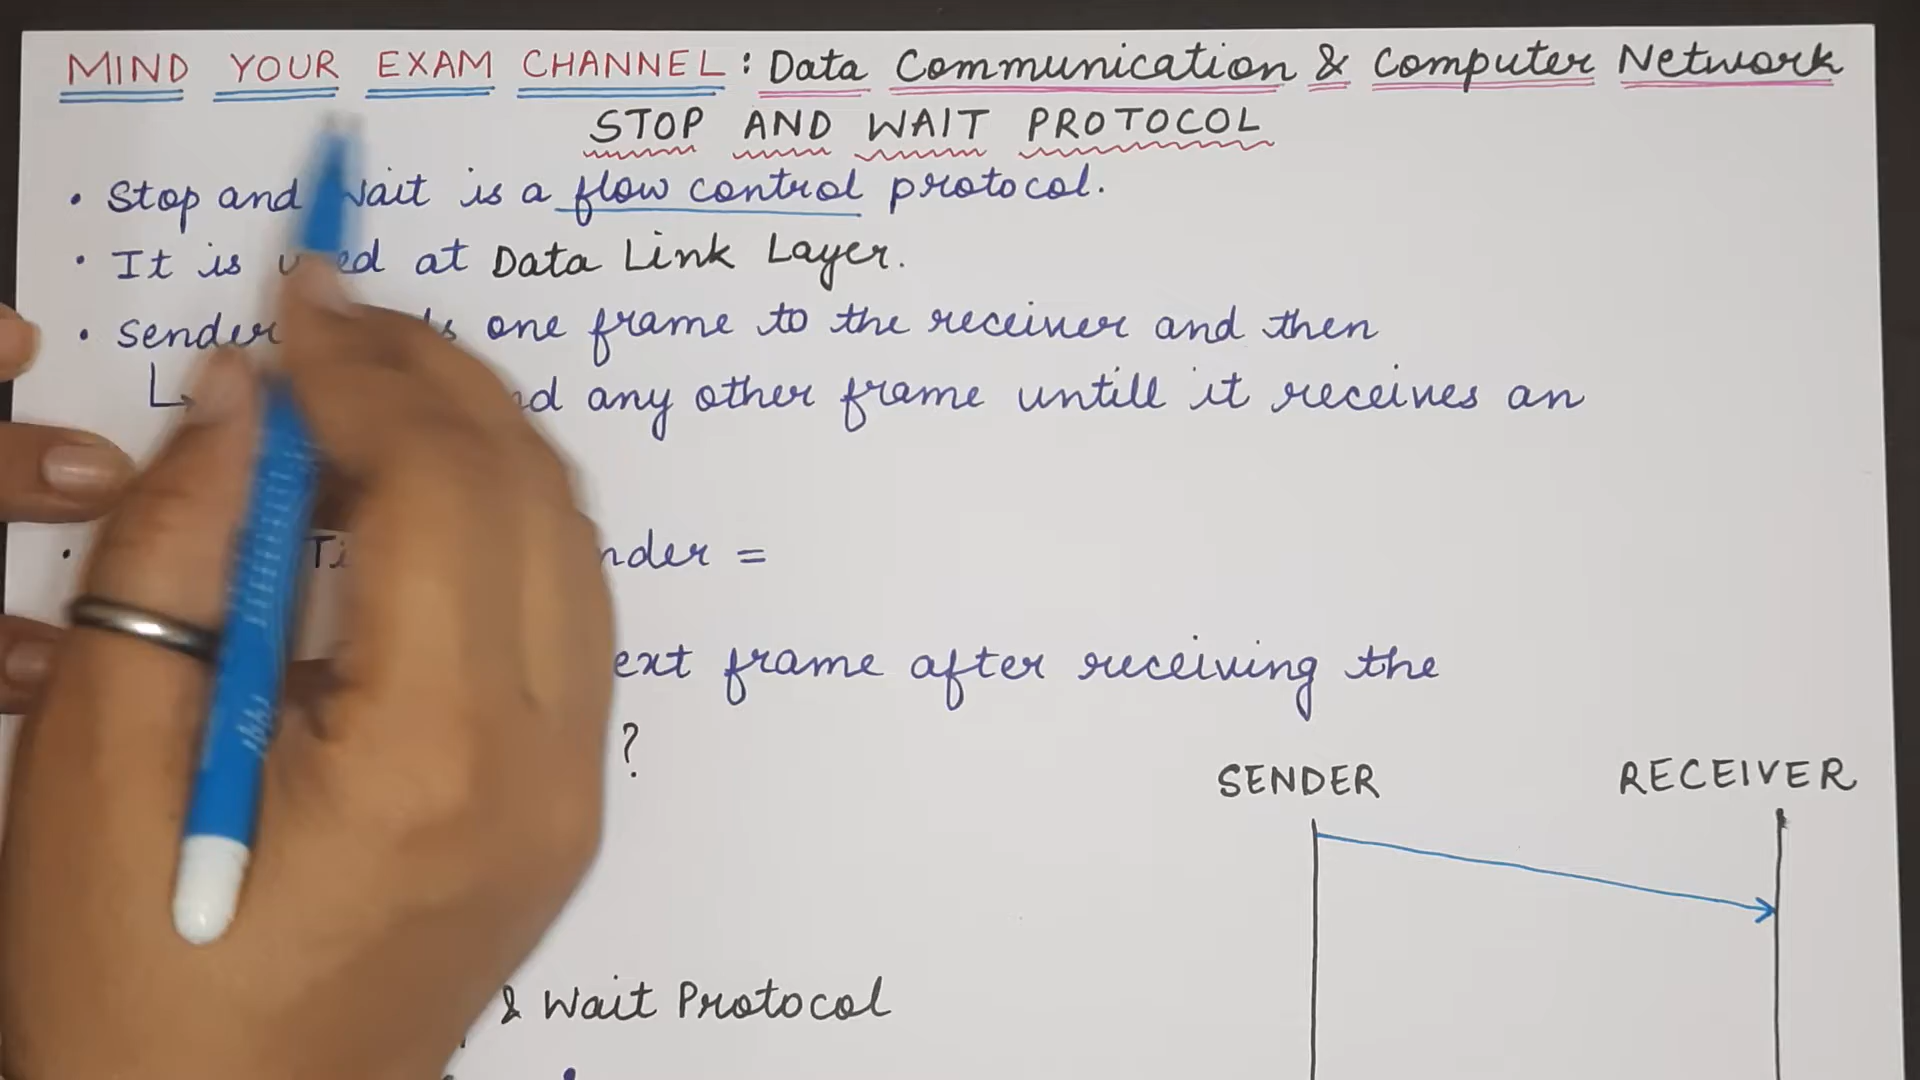 MIND YOUR EXAM CHANNEL: Data Communication & Computer Network
STOP AND WAIT PROTOCOL
• Stop and Wait is a flow control protocol.
• It is used at Data Link Layer.
• Sender one frame to the receiver and then
any other frame untill it receives an
• =
frame after receiving the
?
SENDER RECEIVER
& Wait Protocol